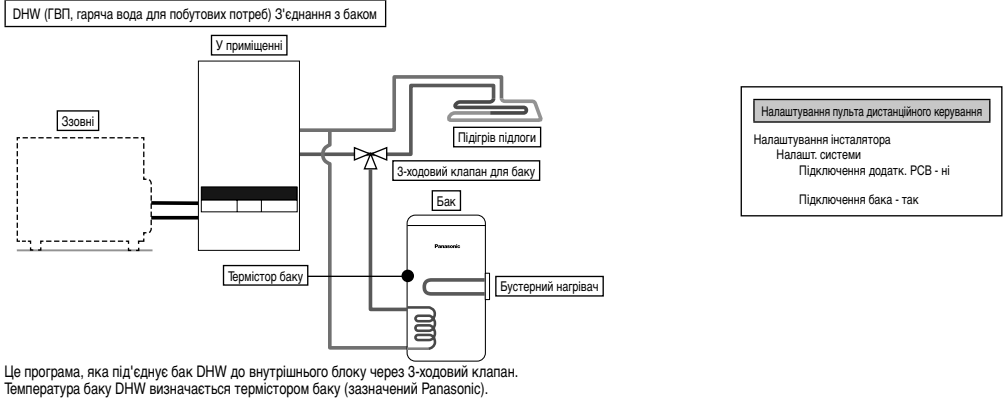 DHW (ГВП, гаряча вода для побутових потреб) З'єднання з баком
У приміщенні
Ззовні
Підігрів підлоги
3-ходовий клапан для баку
Бак
Panasonic
Термістор баку
Бустерний нагрівач
Це програма, яка під'єднує бак DHW до внутрішнього блоку через 3-ходовий клапан.
Температура баку DHW визначається термістором баку (зазначений Panasonic).
Налаштування пульта дистанційного керування
Налаштування інсталятора
Налашт. системи
Підключення додатк. PCB - ні
Підключення бака - так